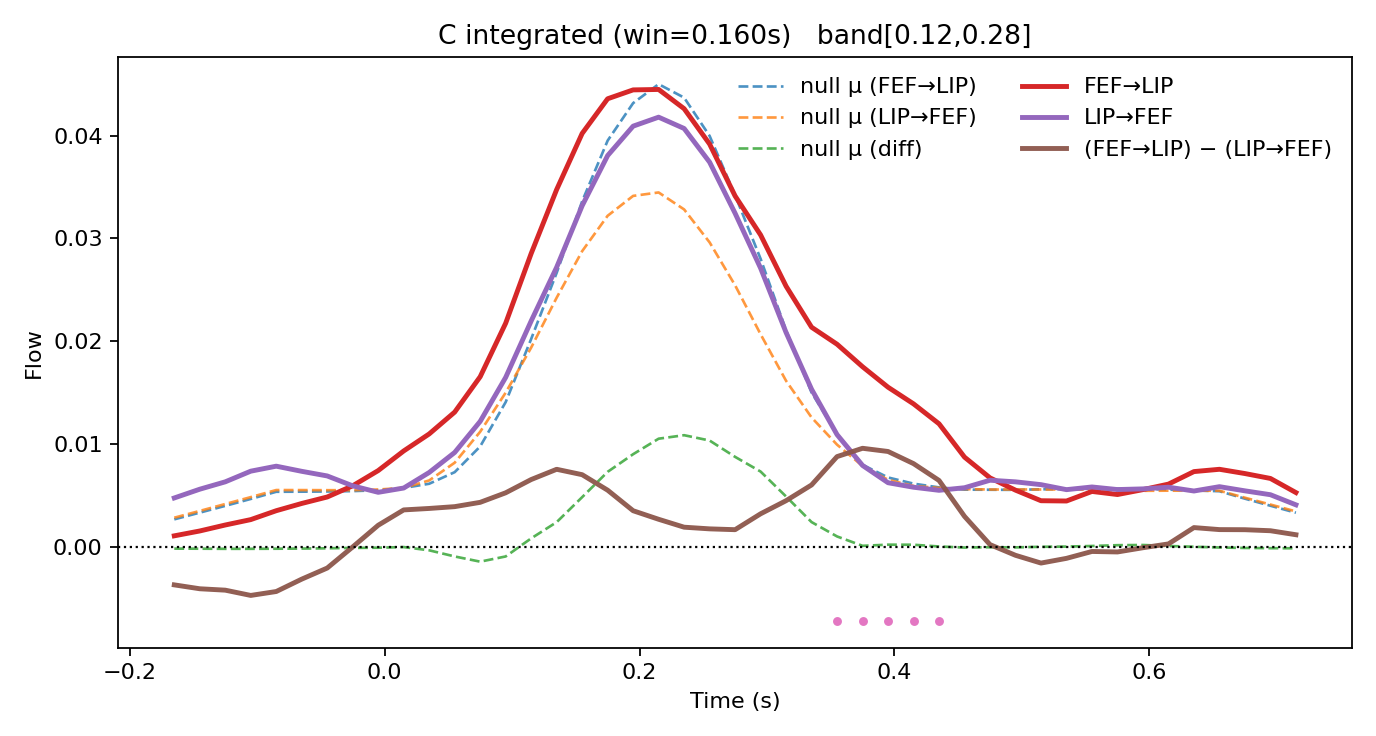 C integrated (win=0.160s)   band[0.12,0.28]
null μ (FEF→LIP)
null μ (LIP→FEF)
null μ (diff)
FEF→LIP
LIP→FEF
(FEF→LIP) − (LIP→FEF)
Flow
0.04
0.03
0.02
0.01
0.00
−0.2
0.0
0.2
0.4
0.6
Time (s)